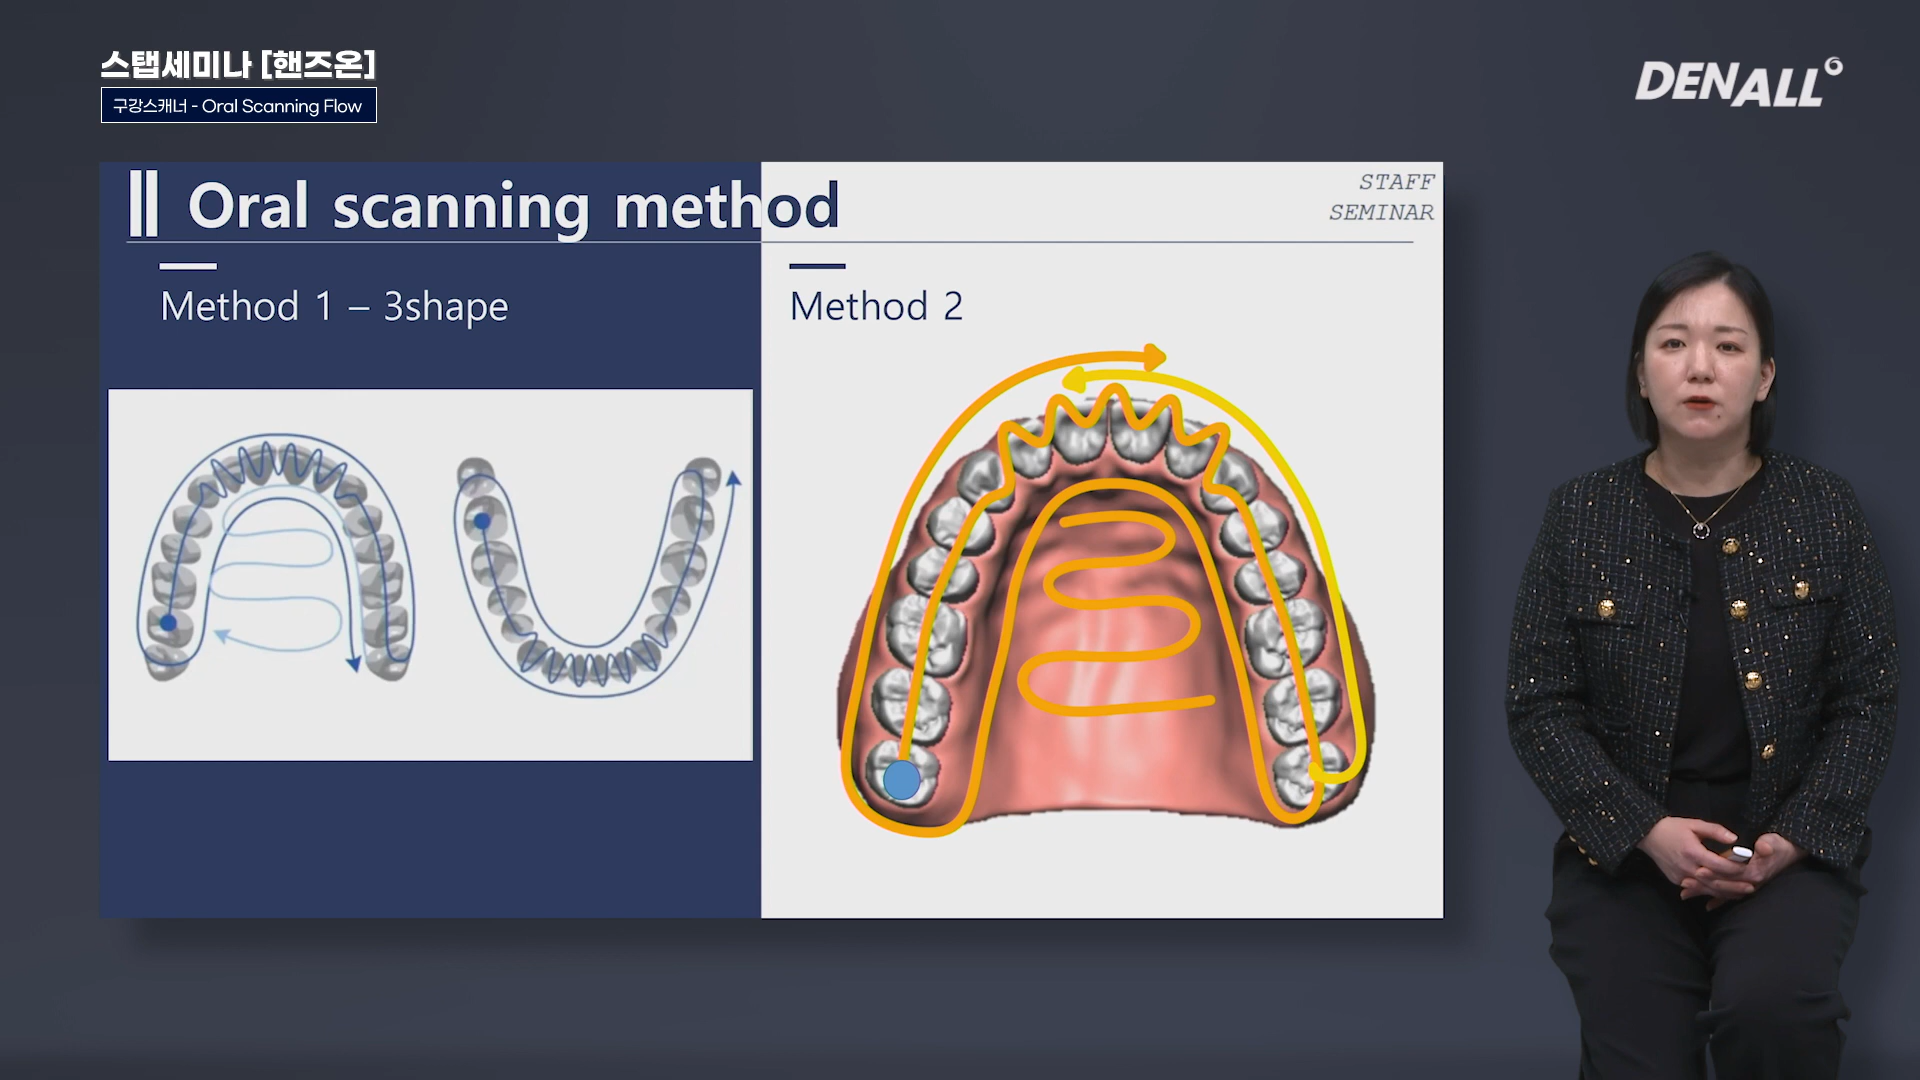 스탭세미나 [핸즈온]
구강스캐너 - Oral Scanning Flow
DENALL
Oral scanning method
STAFF
SEMINAR
Method 1 – 3shape
Method 2